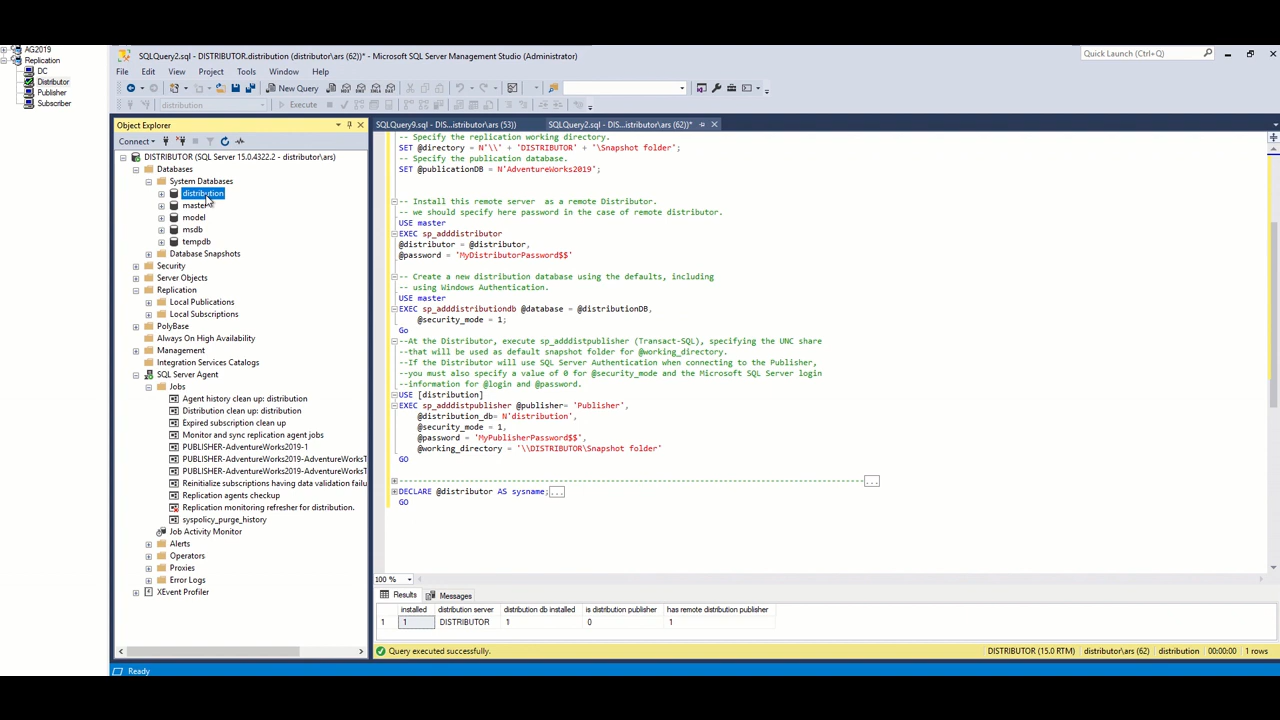 AG2019
Replication
DC
Distributor
Publisher
Subscriber
SQLQuery2.sql - DISTRIBUTOR.distribution (distributor\ars (62))* - Microsoft SQL Server Management Studio (Administrator)
Quick Launch (Ctrl+Q)
File Edit View Project Tools Window Help
New Query
distribution
Execute
Object Explorer
Connect
DISTRIBUTOR (SQL Server 15.0.4322.2 - distributor\ars)
Databases
System Databases
distribution
master
model
msdb
tempdb
Database Snapshots
Security
Server Objects
Replication
Local Publications
Local Subscriptions
PolyBase
Always On High Availability
Management
Integration Services Catalogs
SQL Server Agent
Jobs
Agent history clean up: distribution
Distribution clean up: distribution
Expired subscription clean up
Monitor and sync replication agent jobs
PUBLISHER-AdventureWorks2019-1
PUBLISHER-AdventureWorks2019-AdventureWorksT
PUBLISHER-AdventureWorks2019-AdventureWorksT
Reinitialize subscriptions having data validation failu
Replication agents checkup
Replication monitoring refresher for distribution.
syspolicy_purge_history
Job Activity Monitor
Alerts
Operators
Proxies
Error Logs
XEvent Profiler
SQLQuery9.sql - DIS...istributor\ars (53))
SQLQuery2.sql - DIS...istributor\ars (62))*
-- Specify the replication working directory.
SET @directory = N'\\' + 'DISTRIBUTOR' + '\Snapshot folder';
-- Specify the publication database.
SET @publicationDB = N'AdventureWorks2019';
-- Install this remote server  as a remote Distributor.
-- we should specify here password in the case of remote distributor.
USE master
EXEC sp_adddistributor
@distributor = @distributor,
@password = 'MyDistributorPassword$$'
-- Create a new distribution database using the defaults, including
-- using Windows Authentication.
USE master
EXEC sp_adddistributiondb @database = @distributionDB,
@security_mode = 1;
Go
--At the Distributor, execute sp_adddistpublisher (Transact-SQL), specifying the UNC share
--that will be used as default snapshot folder for @working_directory.
--If the Distributor will use SQL Server Authentication when connecting to the Publisher,
--you must also specify a value of 0 for @security_mode and the Microsoft SQL Server login
--information for @login and @password.
USE [distribution]
EXEC sp_adddistpublisher @publisher= 'Publisher',
@distribution_db= N'distribution',
@security_mode = 1,
@password = 'MyPublisherPassword$$',
@working_directory = '\\DISTRIBUTOR\Snapshot folder'
GO
...
DECLARE @distributor AS sysname;...
GO
100 %
Results Messages
installed distribution server distribution db installed is distribution publisher has remote distribution publisher
1 1 DISTRIBUTOR 1 0 1
Query executed successfully.
DISTRIBUTOR (15.0 RTM) distributor\ars (62) distribution 00:00:00 1 rows
Ready